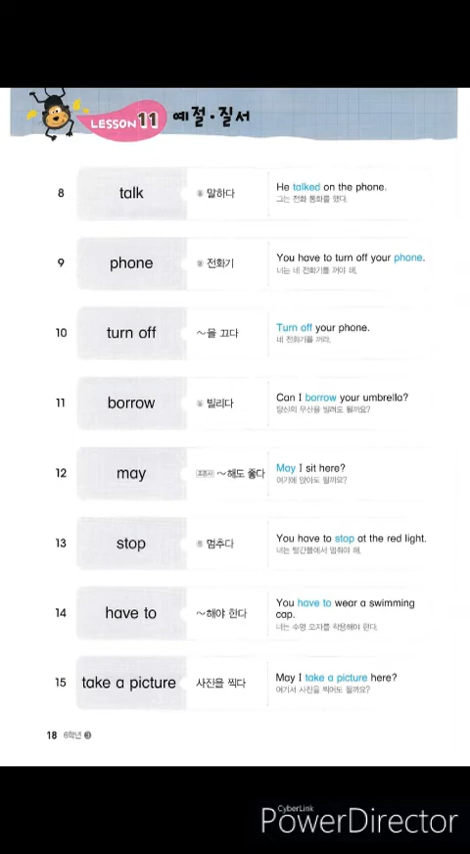 LESSON 11 예절·질서
8 talk 동 말하다 He talked on the phone.
그는 전화 통화를 했다.
9 phone 명 전화기 You have to turn off your phone.
너는 네 전화기를 꺼야 해.
10 turn off ~을 끄다 Turn off your phone.
네 전화기를 꺼라.
11 borrow 동 빌리다 Can I borrow your umbrella?
당신의 우산을 빌려도 될까요?
12 may 조동사 ~해도 좋다 May I sit here?
여기에 앉아도 될까요?
13 stop 동 멈추다 You have to stop at the red light.
너는 빨간불에서 멈춰야 해.
14 have to ~해야 한다 You have to wear a swimming
cap.
너는 수영 모자를 착용해야 한다.
15 take a picture 사진을 찍다 May I take a picture here?
여기서 사진을 찍어도 될까요?
18 6학년 3
CyberLink
PowerDirector